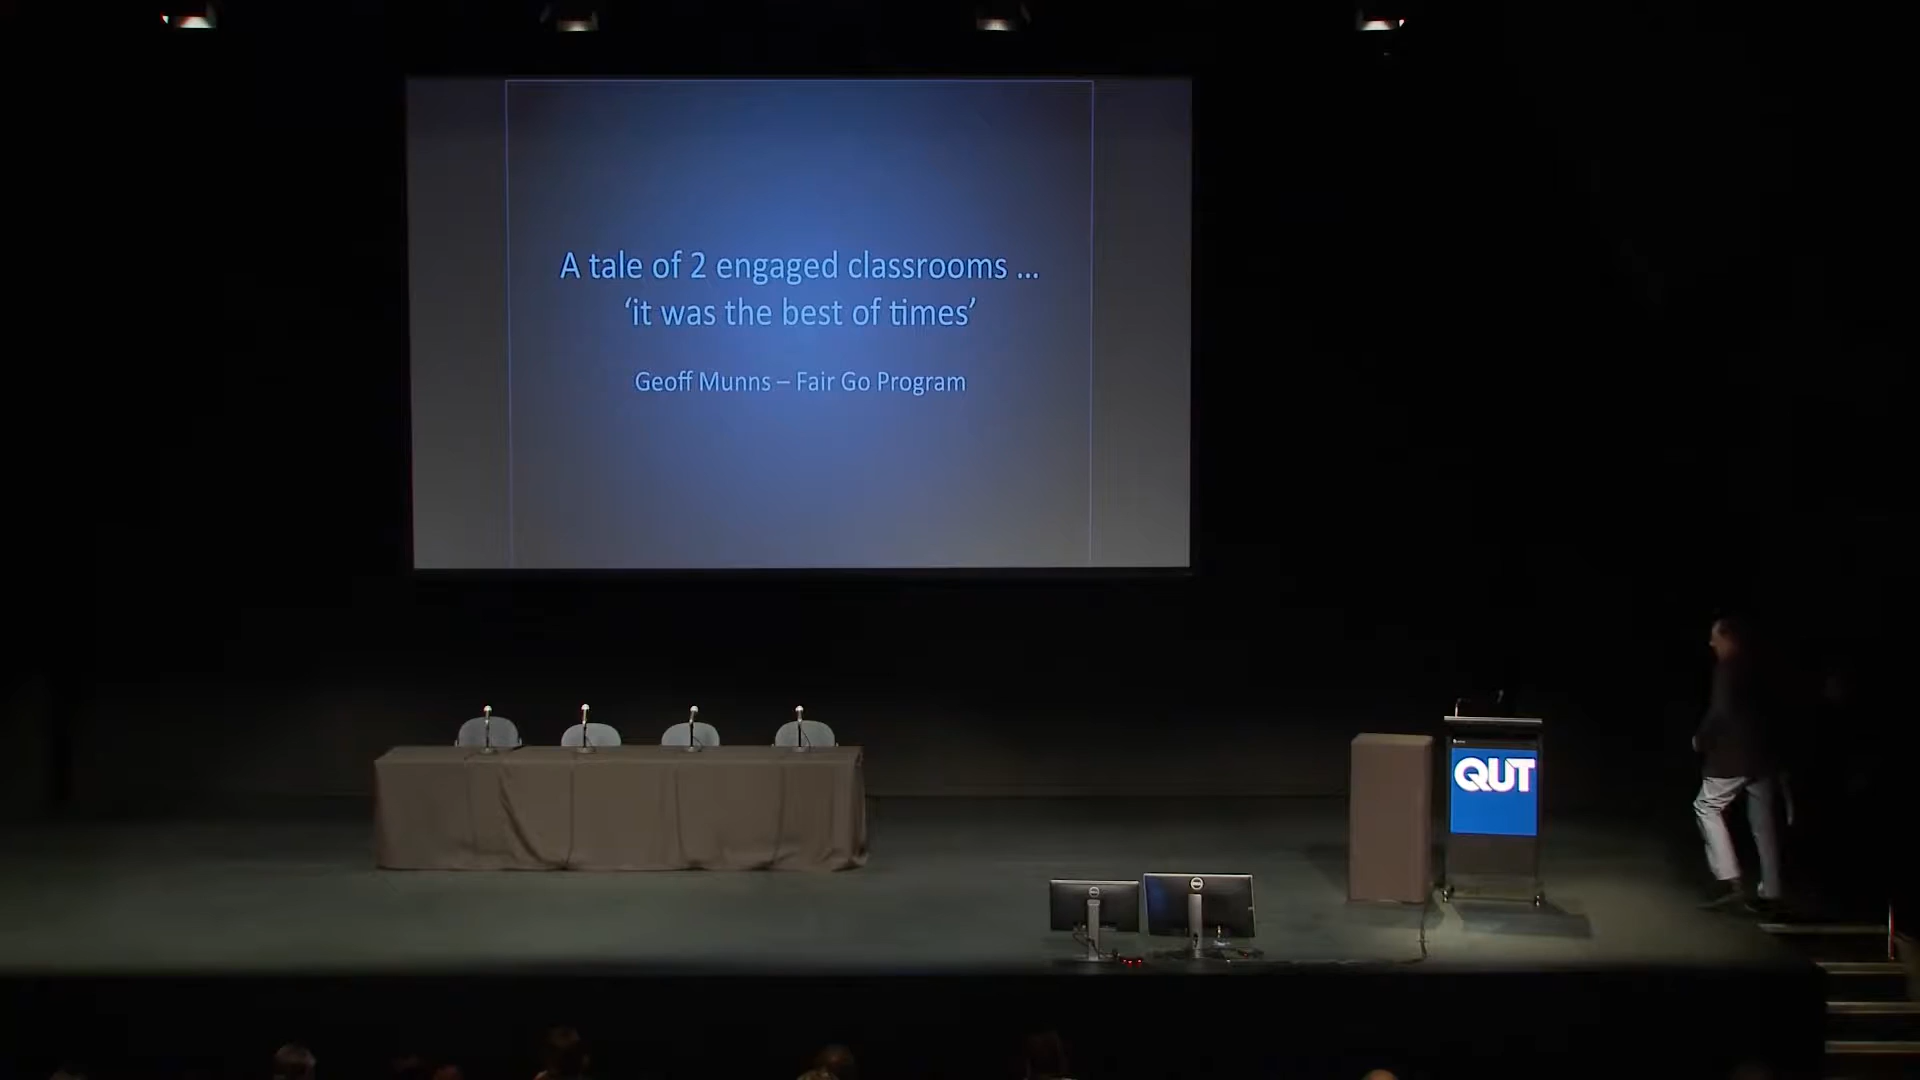 A tale of 2 engaged classrooms ...
‘it was the best of times’
Geoff Munns – Fair Go Program
QUT